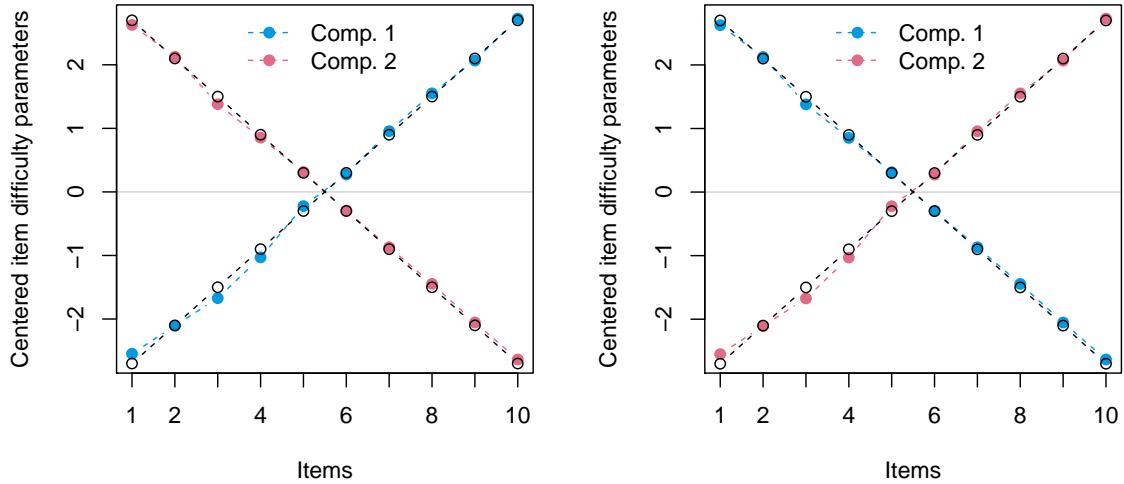 Centered item difficulty parameters
2
1
0
−1
−2
Comp. 1
Comp. 2
1 2 4 6 8 10
Items
Centered item difficulty parameters
2
1
0
−1
−2
Comp. 1
Comp. 2
1 2 4 6 8 10
Items